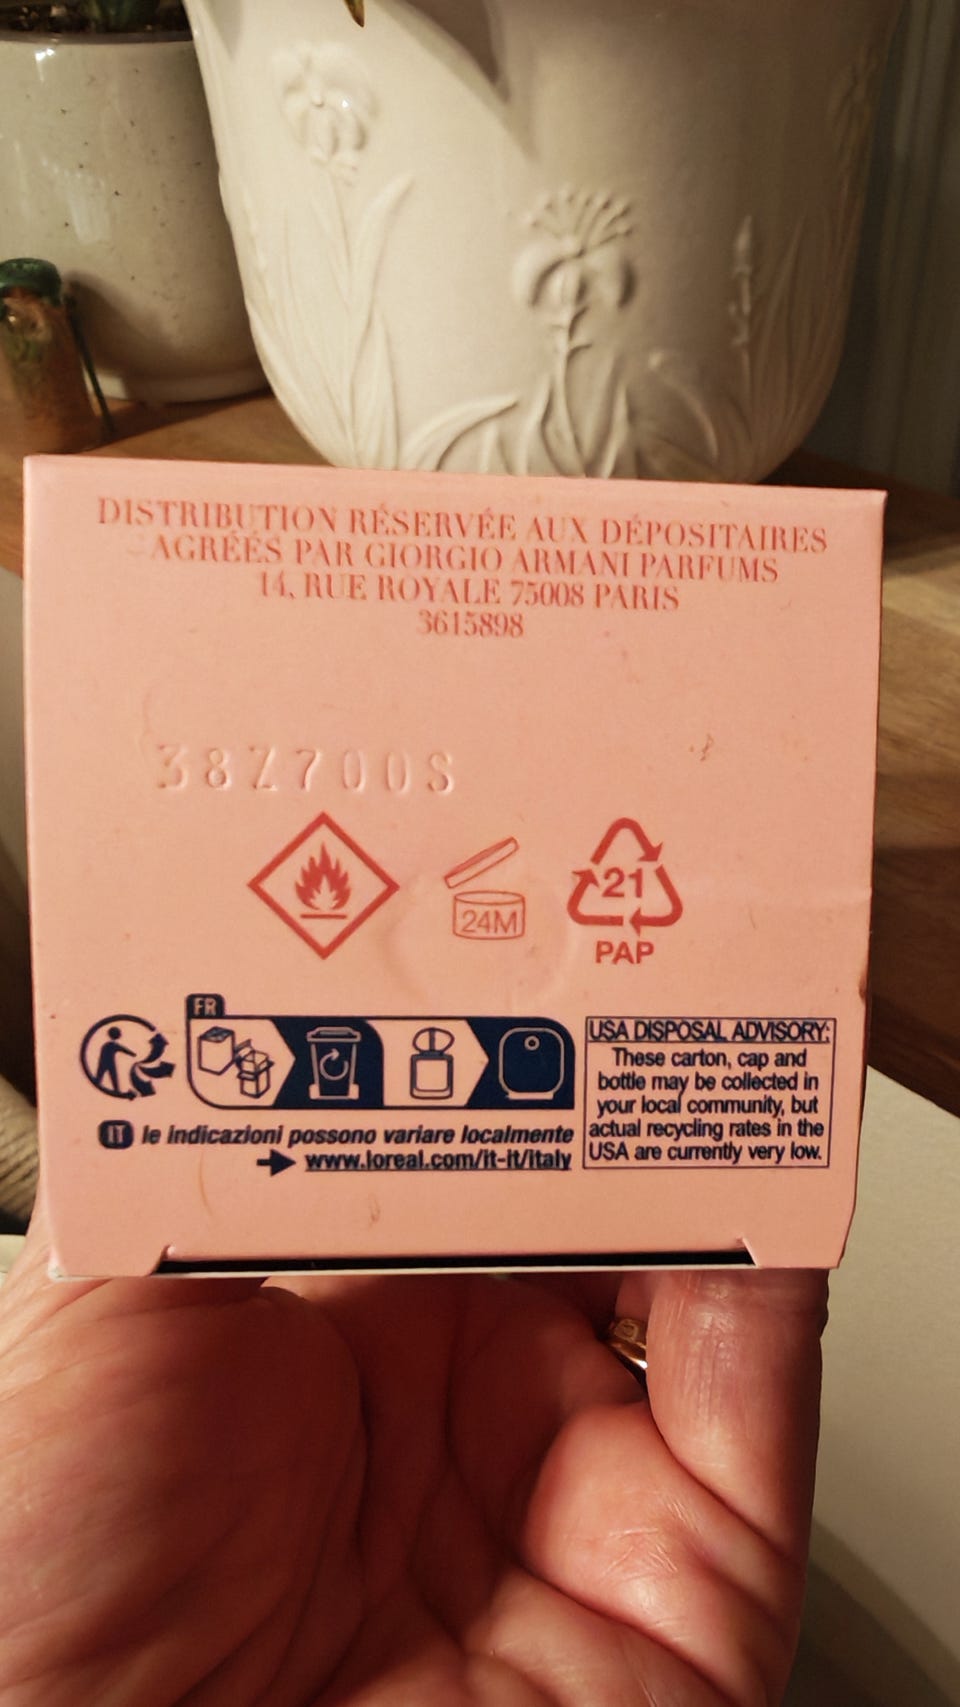 DISTRIBUTION RÉSERVÉE AUX DÉPOSITAIRES
AGRÉÉS PAR GIORGIO ARMANI PARFUMS
14, RUE ROYALE 75008 PARIS
3615898
38Z700S
24M
21
PAP
FR
IT le indicazioni possono variare localmente
www.loreal.com/it-it/italy
USA DISPOSAL ADVISORY:
These carton, cap and
bottle may be collected in
your local community, but
actual recycling rates in the
USA are currently very low.